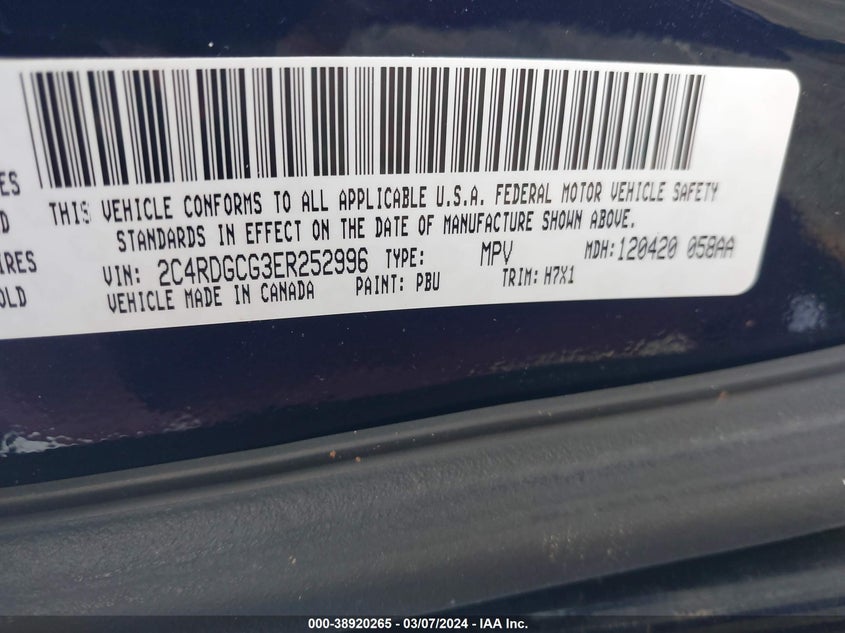 THIS VEHICLE CONFORMS TO ALL APPLICABLE U.S.A. FEDERAL MOTOR VEHICLE SAFETY
ES
STANDARDS IN EFFECT ON THE DATE OF MANUFACTURE SHOWN ABOVE.
D
VIN: 2C4RDGCG3ER252996 TYPE: MPV MDH: 120420 058AA
IRES
VEHICLE MADE IN CANADA PAINT: PBU TRIM: H7X1
OLD
000-38920265 - 03/07/2024 - IAA Inc.